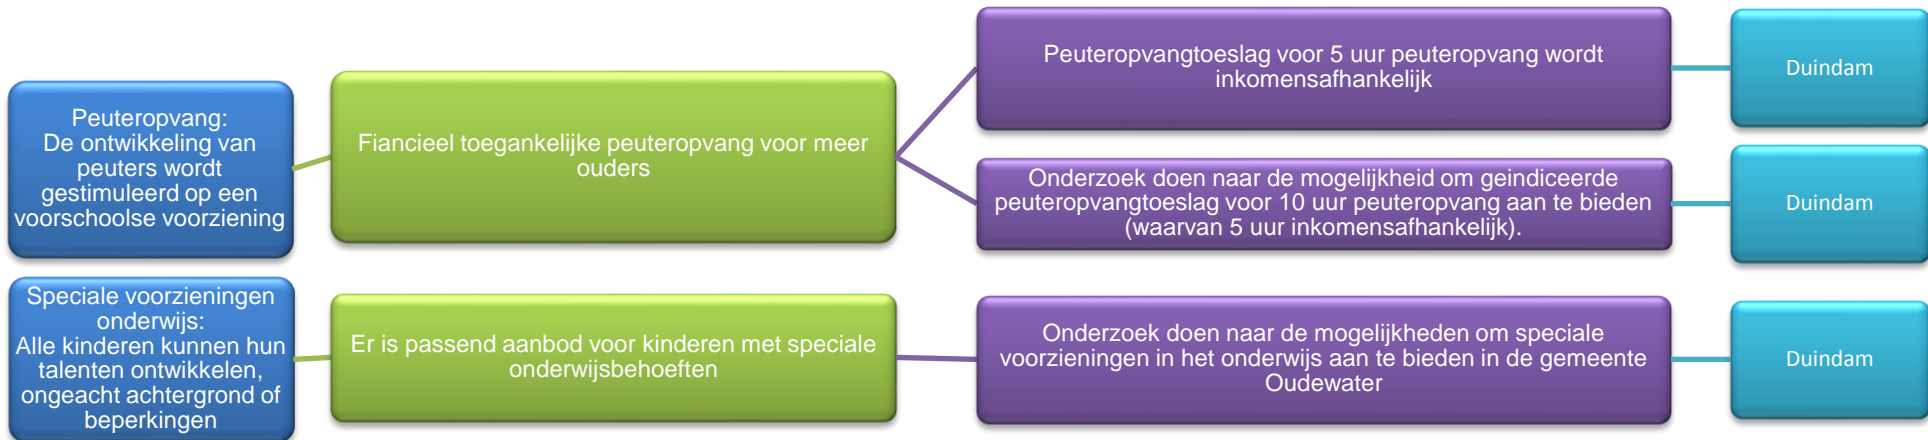 Peuteropvang:
De ontwikkeling van
peuters wordt
gestimuleerd op een
voorschoolse voorziening
Fiancieel toegankelijke peuteropvang voor meer
ouders
Peuteropvangtoeslag voor 5 uur peuteropvang wordt
inkomensafhankelijk
Duindam
Onderzoek doen naar de mogelijkheid om geindiceerde
peuteropvangtoeslag voor 10 uur peuteropvang aan te bieden
(waarvan 5 uur inkomensafhankelijk).
Duindam
Speciale voorzieningen
onderwijs:
Alle kinderen kunnen hun
talenten ontwikkelen,
ongeacht achtergrond of
beperkingen
Er is passend aanbod voor kinderen met speciale
onderwijsbehoeften
Onderzoek doen naar de mogelijkheden om speciale
voorzieningen in het onderwijs aan te bieden in de gemeente
Oudewater
Duindam